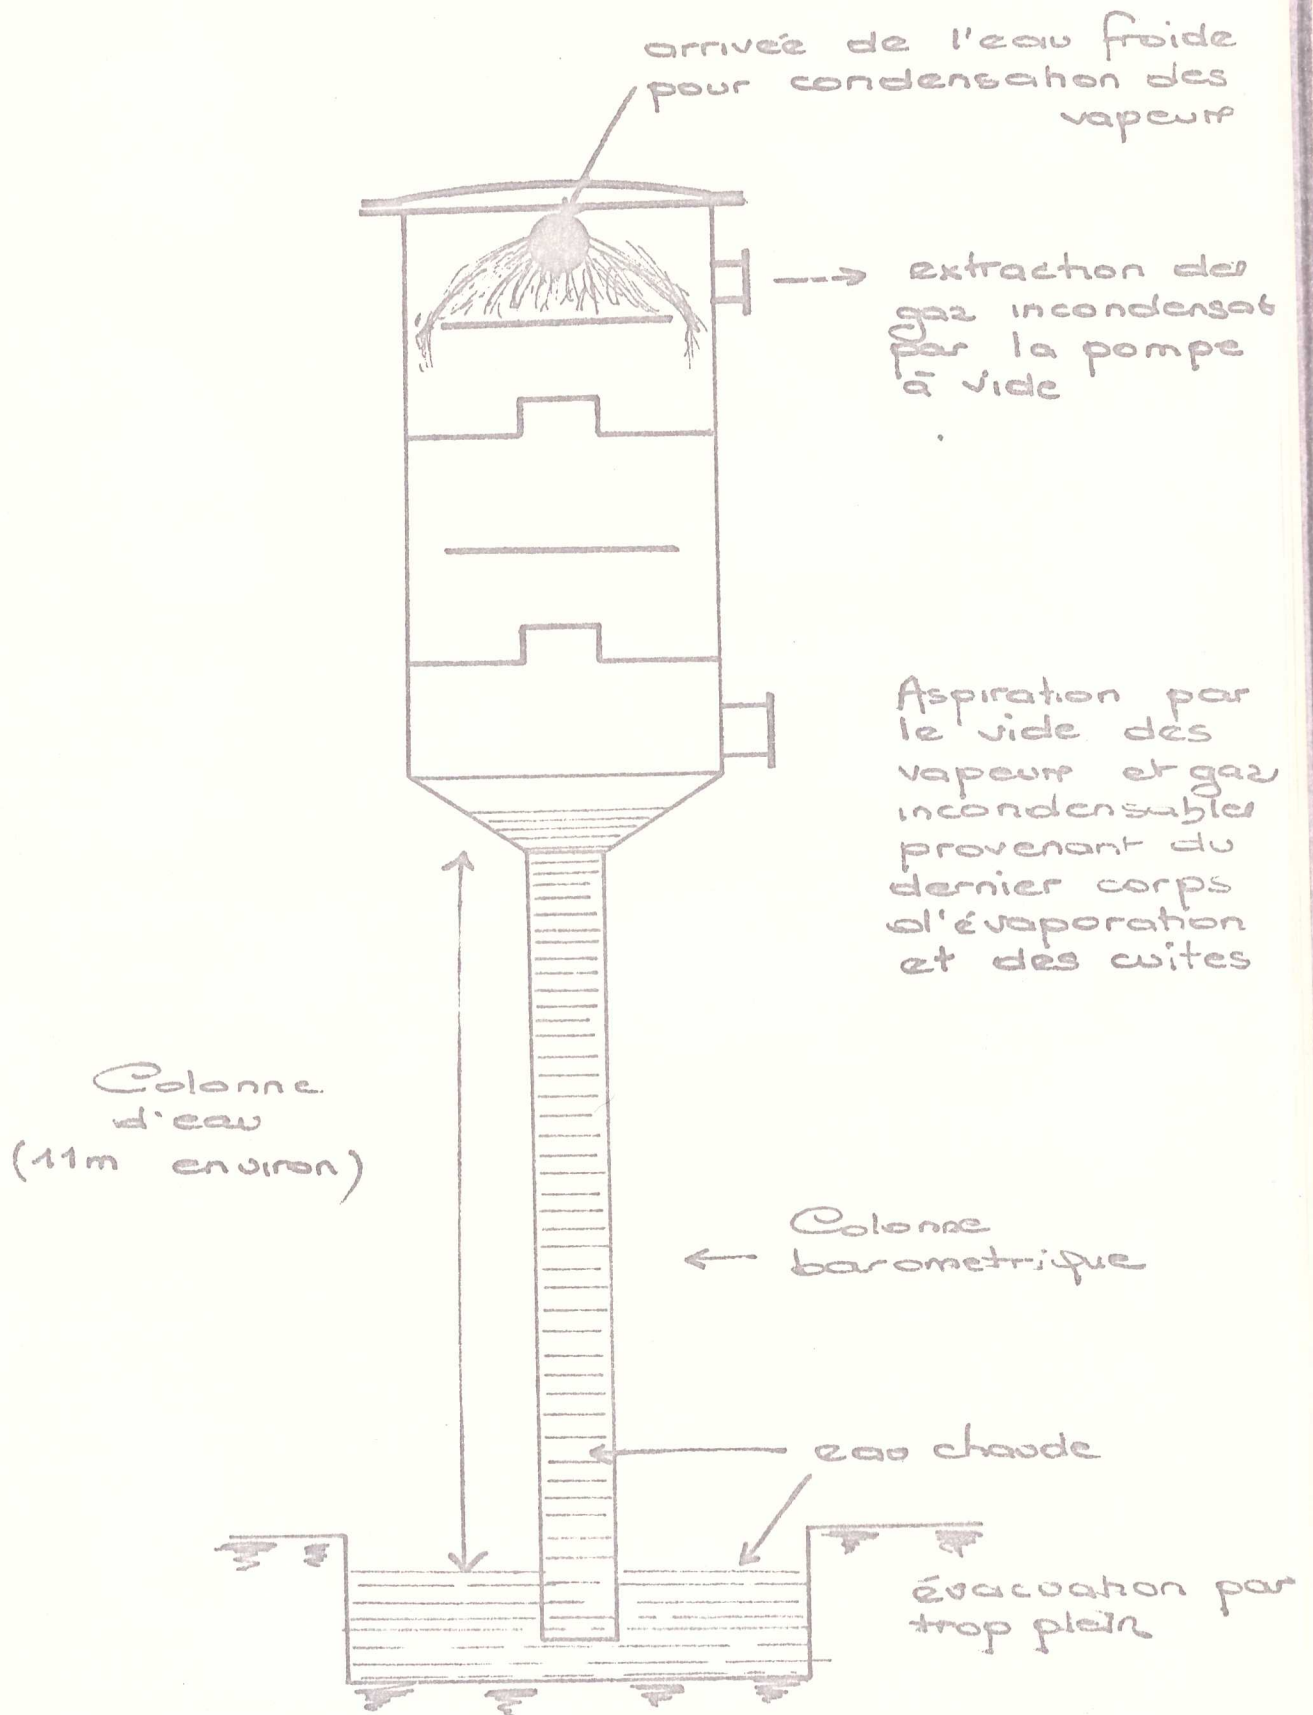 arrivée de l'eau froide
pour condensation des
vapeurs
extraction des
gaz incondensat
par la pompe
à vide
Aspiration par
le vide des
vapeurs et gaz
incondensables
provenant du
dernier corps
d'évaporation
et des cuites
Colonne
d'eau
(11m environ)
Colonne
barometrique
eau chaude
évacuation par
trop plein